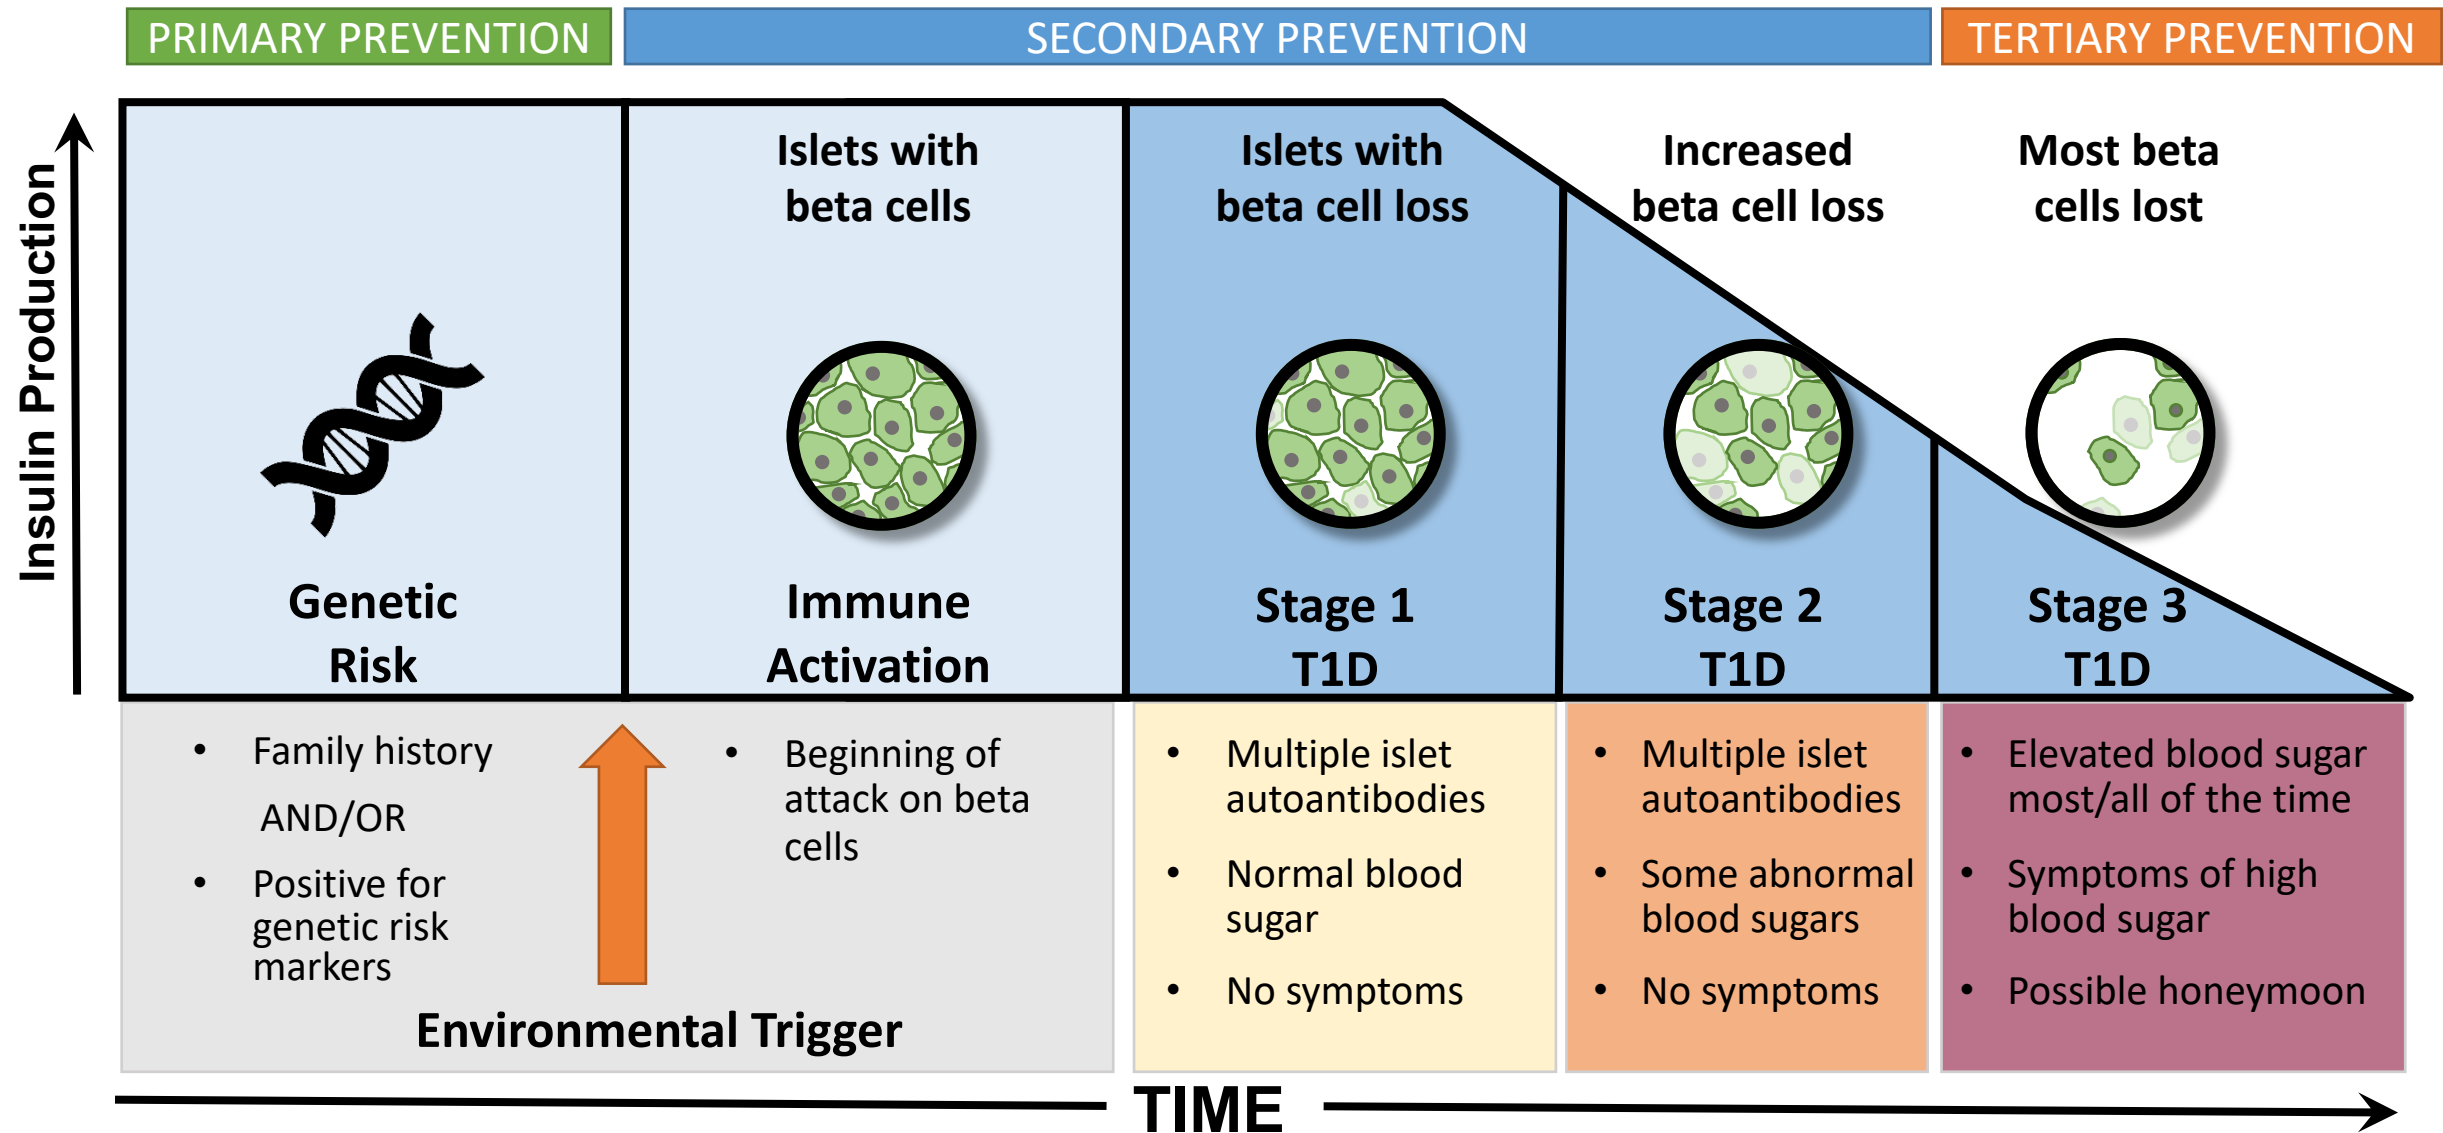 PRIMARY PREVENTION
SECONDARY PREVENTION
TERTIARY PREVENTION
Insulin Production
Genetic
Risk
Islets with
beta cells
Immune
Activation
Islets with
beta cell loss
Stage 1
T1D
Increased
beta cell loss
Stage 2
T1D
Most beta
cells lost
Stage 3
T1D
• Family history
AND/OR
• Positive for
genetic risk
markers
• Beginning of
attack on beta
cells
Environmental Trigger
• Multiple islet
autoantibodies
• Normal blood
sugar
• No symptoms
• Multiple islet
autoantibodies
• Some abnormal
blood sugars
• No symptoms
• Elevated blood sugar
most/all of the time
• Symptoms of high
blood sugar
• Possible honeymoon
TIME